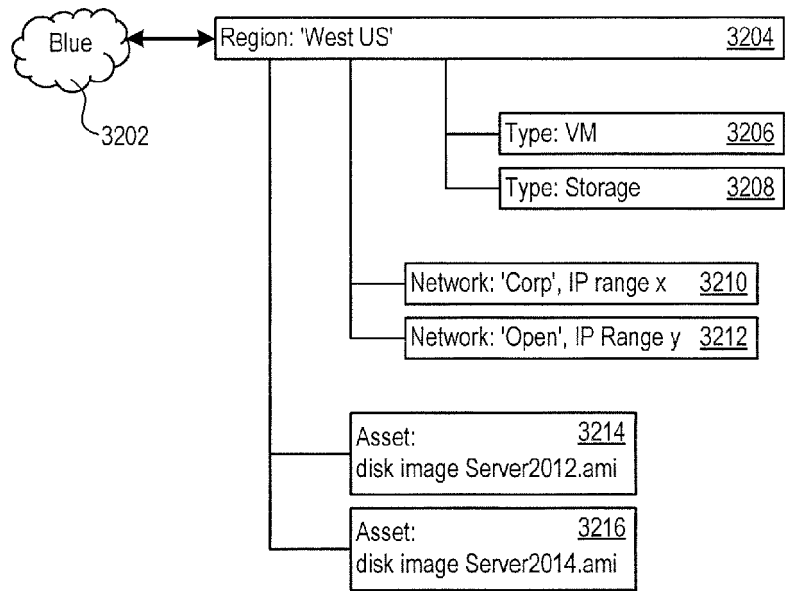 Blue
Region: 'West US' 3204
3202
Type: VM 3206
Type: Storage 3208
Network: 'Corp', IP range x 3210
Network: 'Open', IP Range y 3212
Asset: 3214
disk image Server2012.ami
Asset: 3216
disk image Server2014.ami